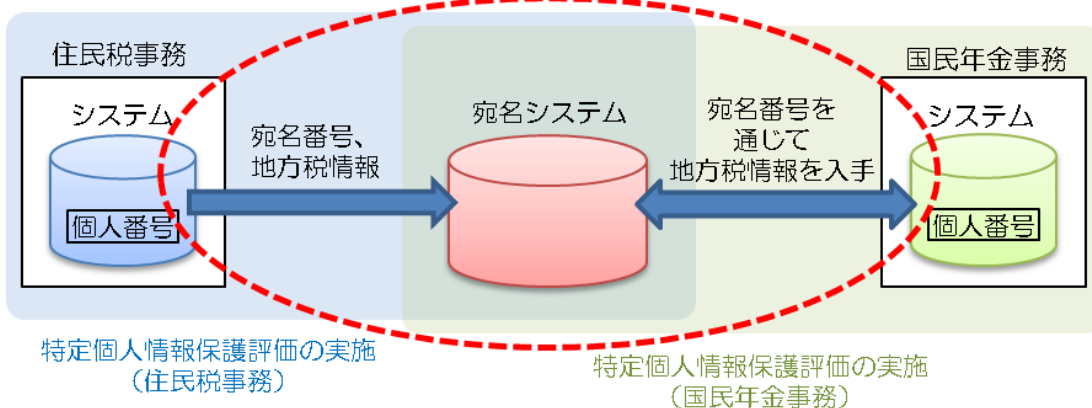 住民税事務
システム
個人番号
宛名番号、
地方税情報
宛名システム
宛名番号を
通じて
地方税情報を入手
国民年金事務
システム
個人番号
特定個人情報保護評価の実施
（住民税事務）
特定個人情報保護評価の実施
（国民年金事務）